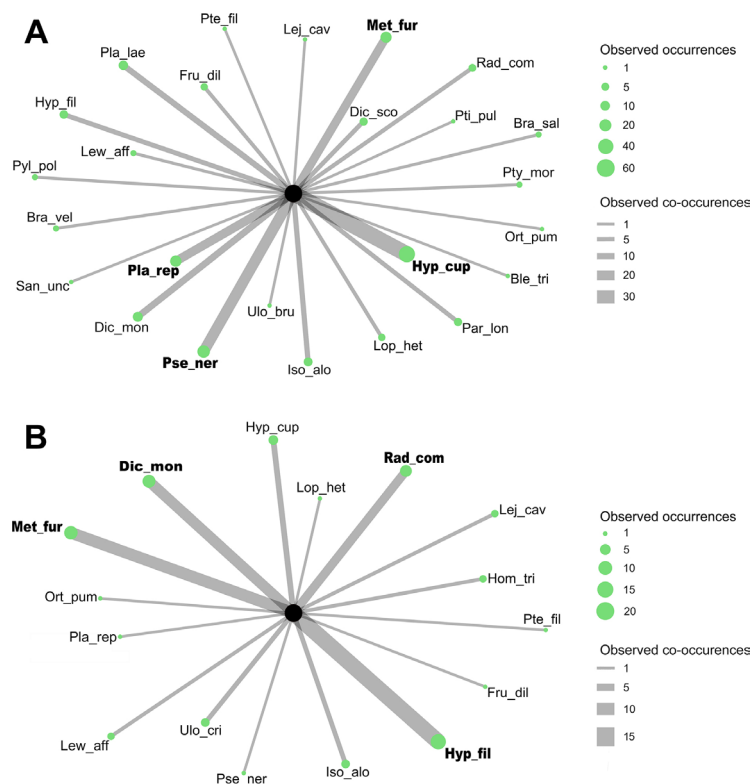 A
Pte_fil
Lej_cav
Met_fur
Pla_lae
Fru_dil
Rad_com
Hyp_fil
Dic_sco
Pti_pul
Bra_sal
Lew_aff
Pyl_pol
Pty_mor
Bra_vel
Ort_pum
Pla_rep
Hyp_cup
San_unc
Ble_tri
Dic_mon
Ulo_bru
Par_lon
Pse_ner
Iso_alo
Lop_het
Observed occurrences
1
5
10
20
40
60
Observed co-occurences
1
5
10
20
30
B
Hyp_cup
Dic_mon
Rad_com
Lop_het
Met_fur
Lej_cav
Ort_pum
Hom_tri
Pla_rep
Pte_fil
Fru_dil
Lew_aff
Ulo_cri
Hyp_fil
Pse_ner
Iso_alo
Observed occurrences
1
5
10
15
20
Observed co-occurences
1
5
10
15